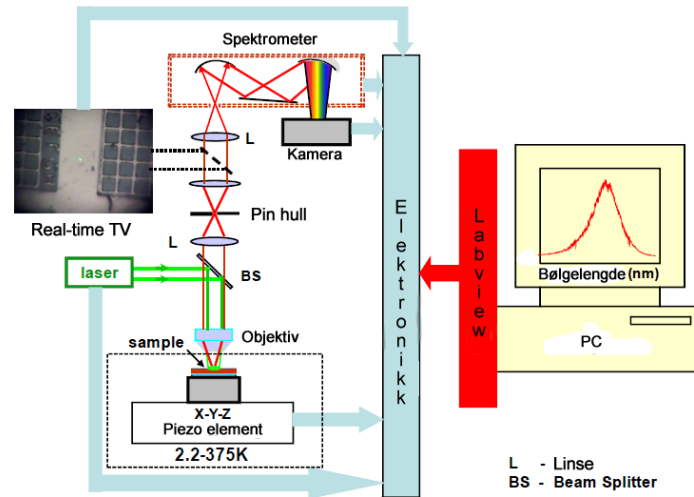 Spektrometer
L
Kamera
Real-time TV
Pin hull
L
laser
BS
Objektiv
sample
X-Y-Z
Piezo element
2.2-375K
Elektronikk
Labview
Bølgelengde(nm)
PC
L - Linse
BS - Beam Splitter